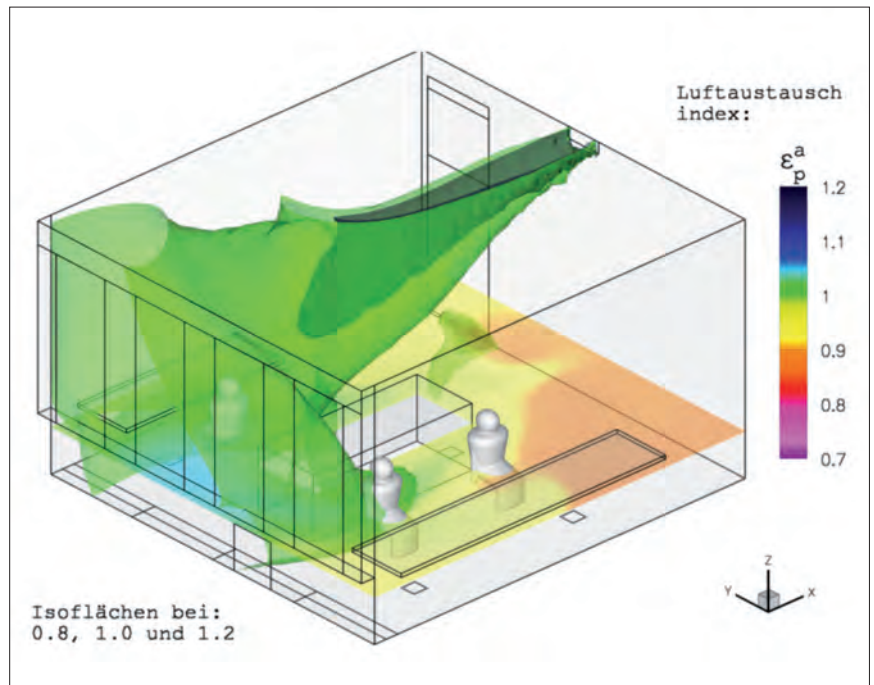 Luftaustausch
index:
ε a p
1.2
1.1
1
0.9
0.8
0.7
Isoflächen bei:
0.8, 1.0 und 1.2
Z
Y
X